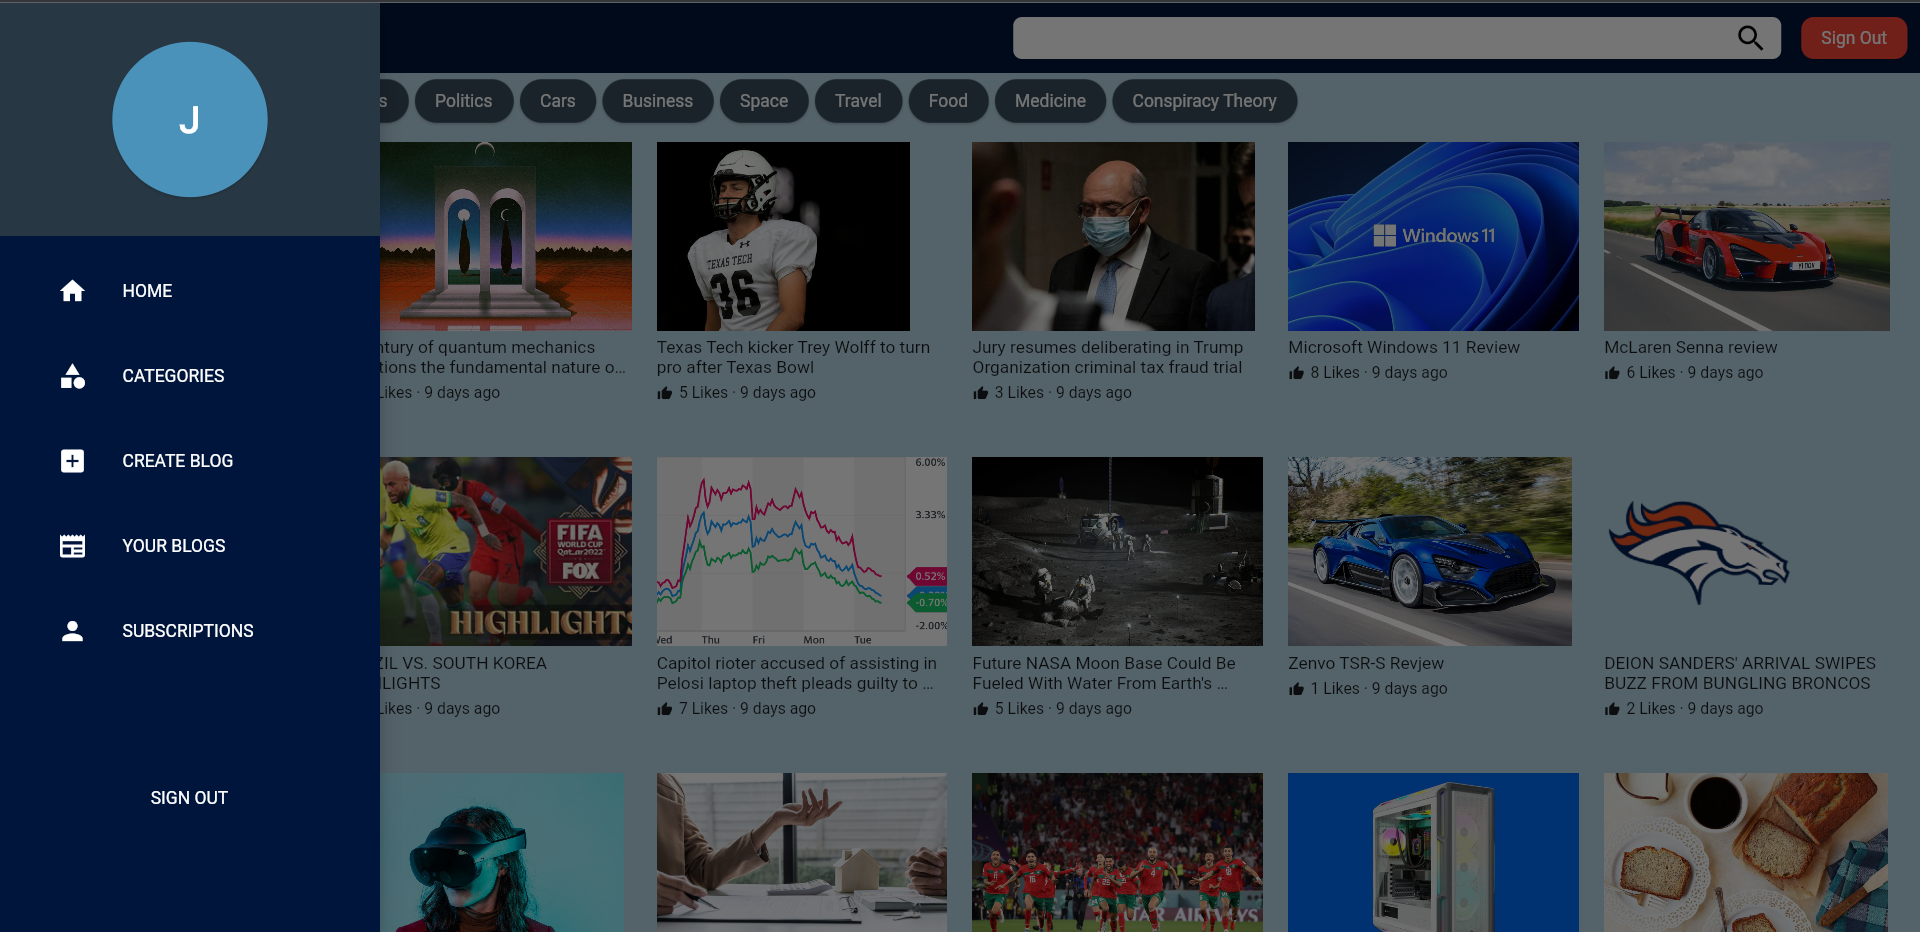 Sign Out
J
s
Politics
Cars
Business
Space
Travel
Food
Medicine
Conspiracy Theory
HOME
CATEGORIES
CREATE BLOG
YOUR BLOGS
SUBSCRIPTIONS
SIGN OUT
ntury of quantum mechanics
tions the fundamental nature o...
Likes · 9 days ago
TEXAS TECH
36
Texas Tech kicker Trey Wolff to turn
pro after Texas Bowl
5 Likes · 9 days ago
Jury resumes deliberating in Trump
Organization criminal tax fraud trial
3 Likes · 9 days ago
Windows 11
Microsoft Windows 11 Review
8 Likes · 9 days ago
McLaren Senna review
6 Likes · 9 days ago
FIFA
WORLD CUP
Qatar2022
FOX
HIGHLIGHTS
ZIL VS. SOUTH KOREA
HLIGHTS
Likes · 9 days ago
6.00%
3.33%
0.52%
-0.70%
-2.00%
Wed Thu Fri Mon Tue
Capitol rioter accused of assisting in
Pelosi laptop theft pleads guilty to ...
7 Likes · 9 days ago
Future NASA Moon Base Could Be
Fueled With Water From Earth's ...
5 Likes · 9 days ago
Zenvo TSR-S Revjew
1 Likes · 9 days ago
DEION SANDERS' ARRIVAL SWIPES
BUZZ FROM BUNGLING BRONCOS
2 Likes · 9 days ago
QATAR AIRWAYS